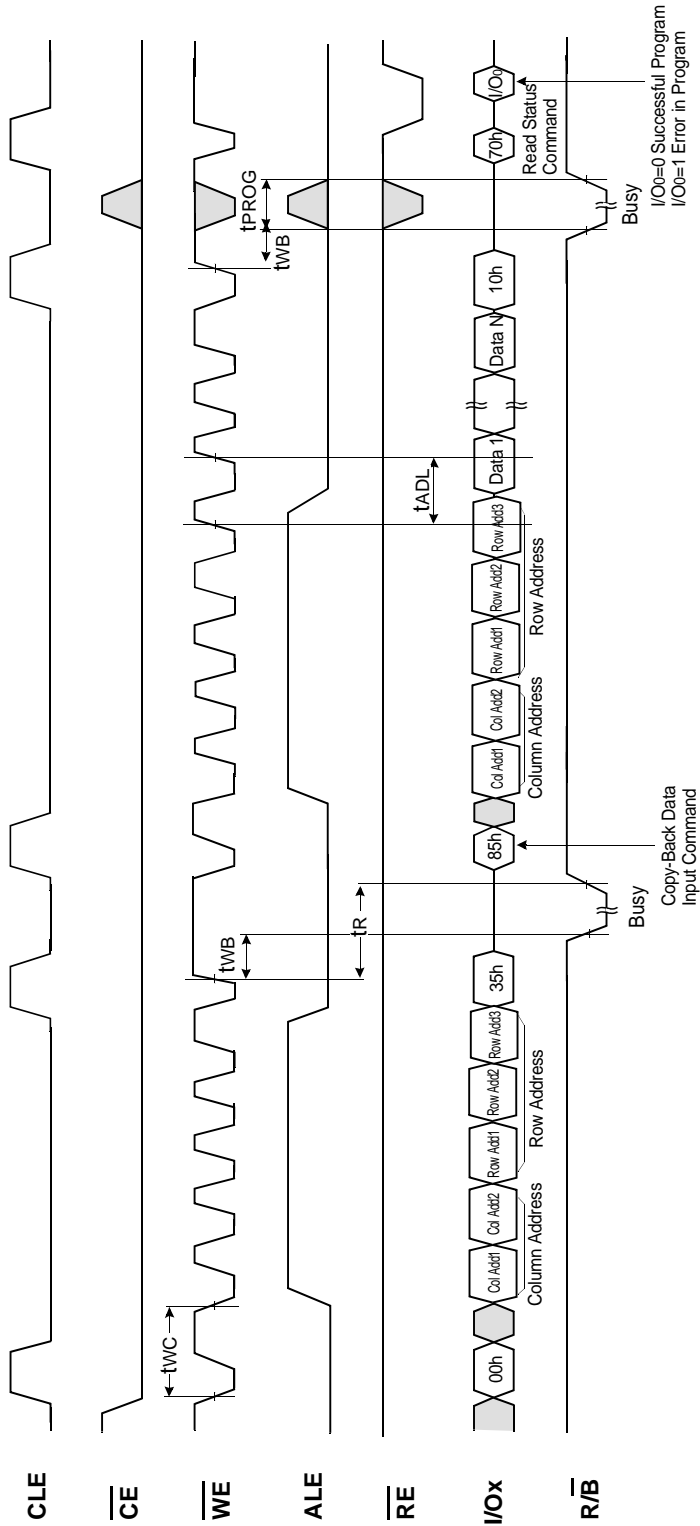 CLE
CE
WE
tWC
tWB
tADL
tWB
tPROG
ALE
tR
RE
I/Ox
00h
Col Add1
Col Add2
Row Add1
Row Add2
Row Add3
35h
85h
Col Add1
Col Add2
Row Add1
Row Add2
Row Add3
Data 1
Data N
10h
70h
I/O0
Column Address
Row Address
Column Address
Row Address
Read Status
Command
R/B
Busy
Busy
Copy-Back Data
Input Command
I/O0=0 Successful Program
I/O0=1 Error in Program